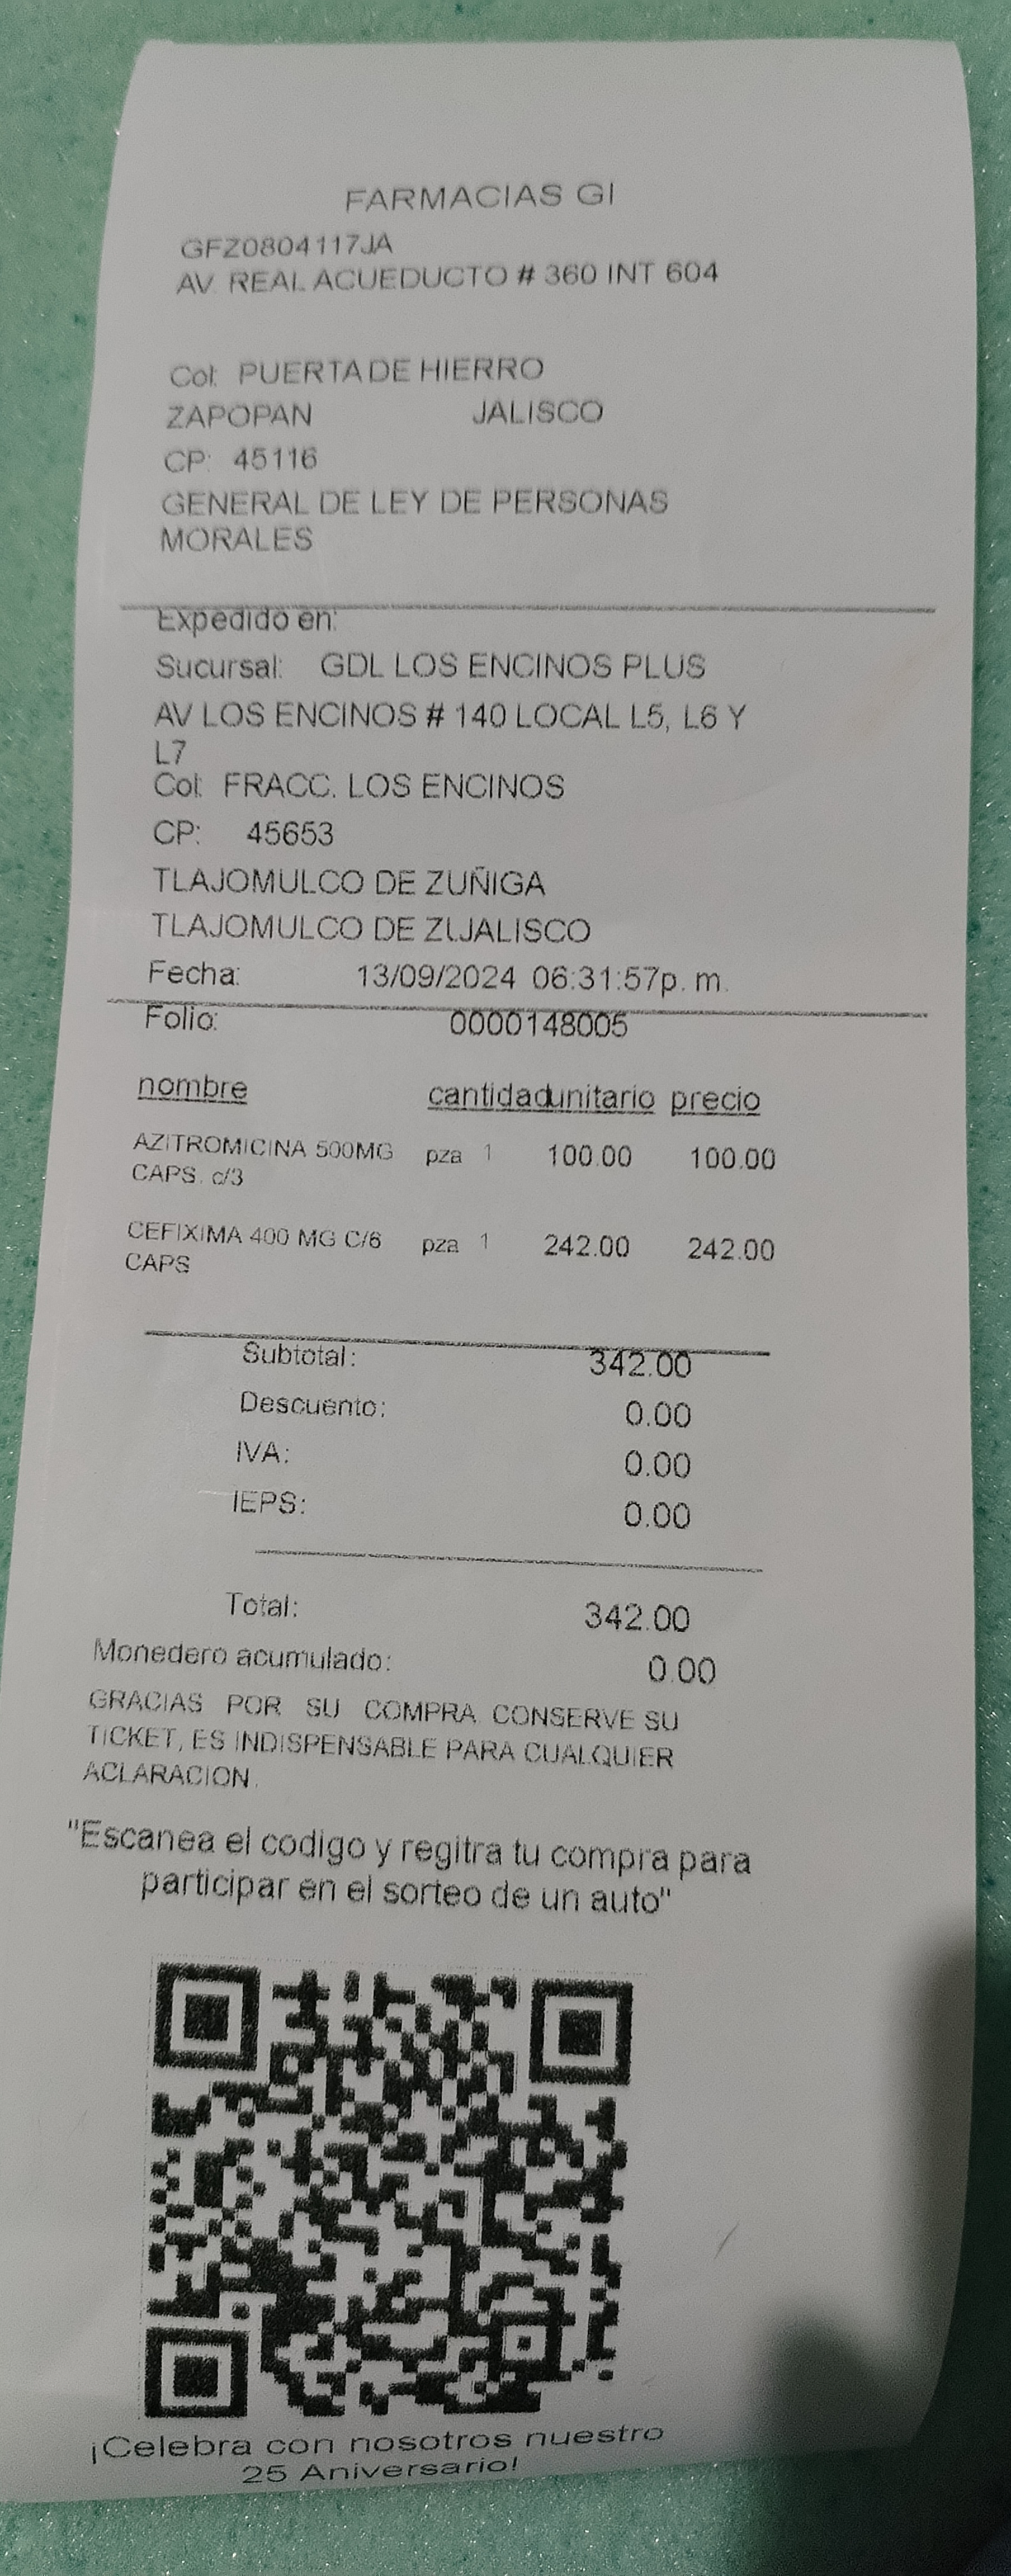 FARMACIAS GI
GFZ0804117JA
AV. REAL ACUEDUCTO # 360 INT 604
Col: PUERTA DE HIERRO
ZAPOPAN JALISCO
CP: 45116
GENERAL DE LEY DE PERSONAS
MORALES
Expedido en:
Sucursal: GDL LOS ENCINOS PLUS
AV LOS ENCINOS # 140 LOCAL L5, L6 Y
L7
Col: FRACC. LOS ENCINOS
CP: 45653
TLAJOMULCO DE ZUÑIGA
TLAJOMULCO DE ZUJALISCO
Fecha: 13/09/2024 06:31:57p. m.
Folio: 0000148005
nombre cantidad unitario precio
AZITROMICINA 500MG pza 1 100.00 100.00
CAPS. c/3
CEFIXIMA 400 MG C/6 pza 1 242.00 242.00
CAPS
Subtotal: 342.00
Descuento: 0.00
IVA: 0.00
IEPS: 0.00
Total: 342.00
Monedero acumulado: 0.00
GRACIAS POR SU COMPRA. CONSERVE SU
TICKET, ES INDISPENSABLE PARA CUALQUIER
ACLARACION.
"Escanea el codigo y regitra tu compra para
participar en el sorteo de un auto"
¡Celebra con nosotros nuestro
25 Aniversario!